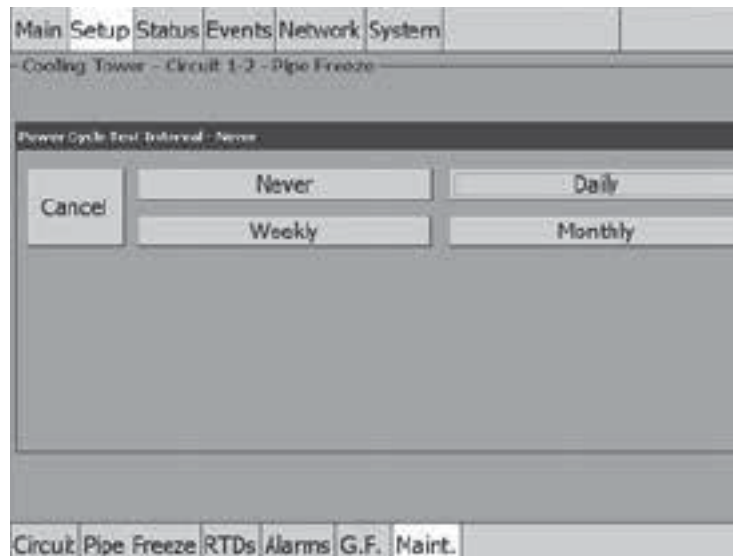 Main Setup Status Events Network System
Cooling Tower - Circuit 1-2 - Pipe Freeze
Power Cycle Test Interval - Never
Cancel
Never
Daily
Weekly
Monthly
Circuit Pipe Freeze RTDs Alarms G.F. Maint.